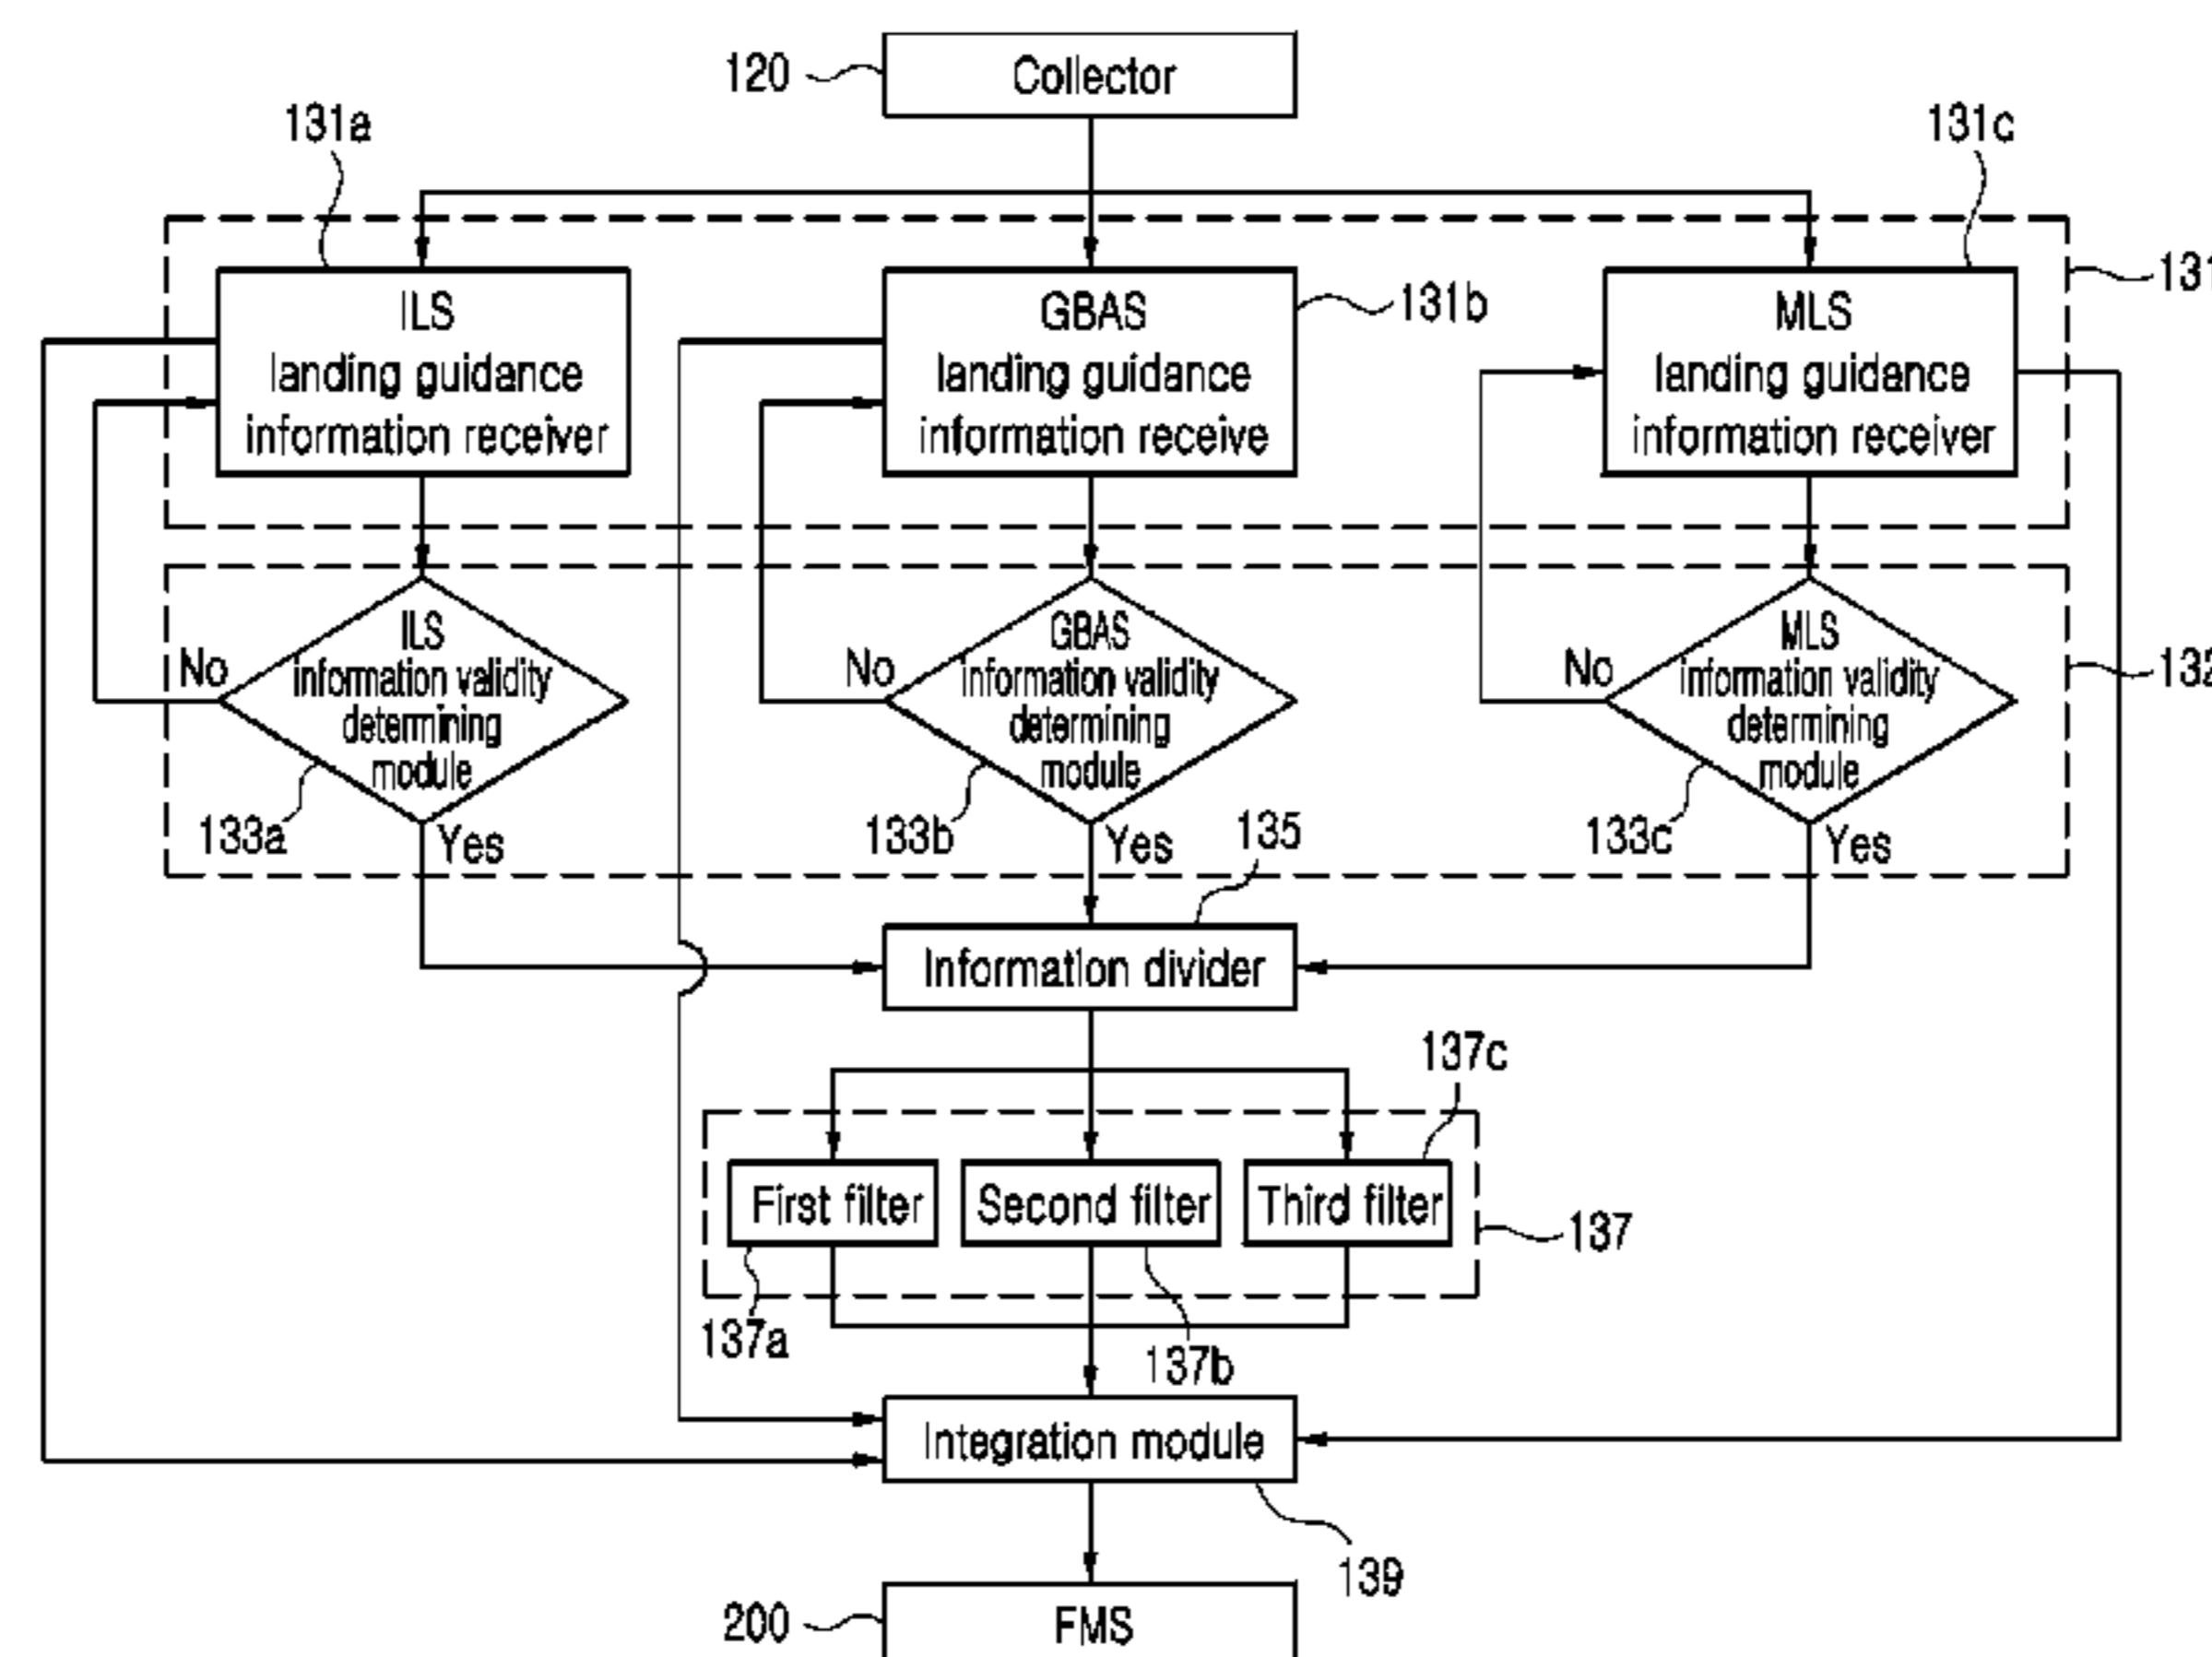 120
Collector
131a
131c
131
ILS
landing guidance
information receiver
GBAS
landing guidance
information receive
131b
MLS
landing guidance
information receiver
No
ILS
information validity
determining
module
No
GBAS
information validity
determining
module
No
MLS
information validity
determining
module
132
133a
Yes
133b
Yes
135
133c
Yes
Information divider
137c
First filter
Second filter
Third filter
137
137a
137b
Integration module
139
200
FMS